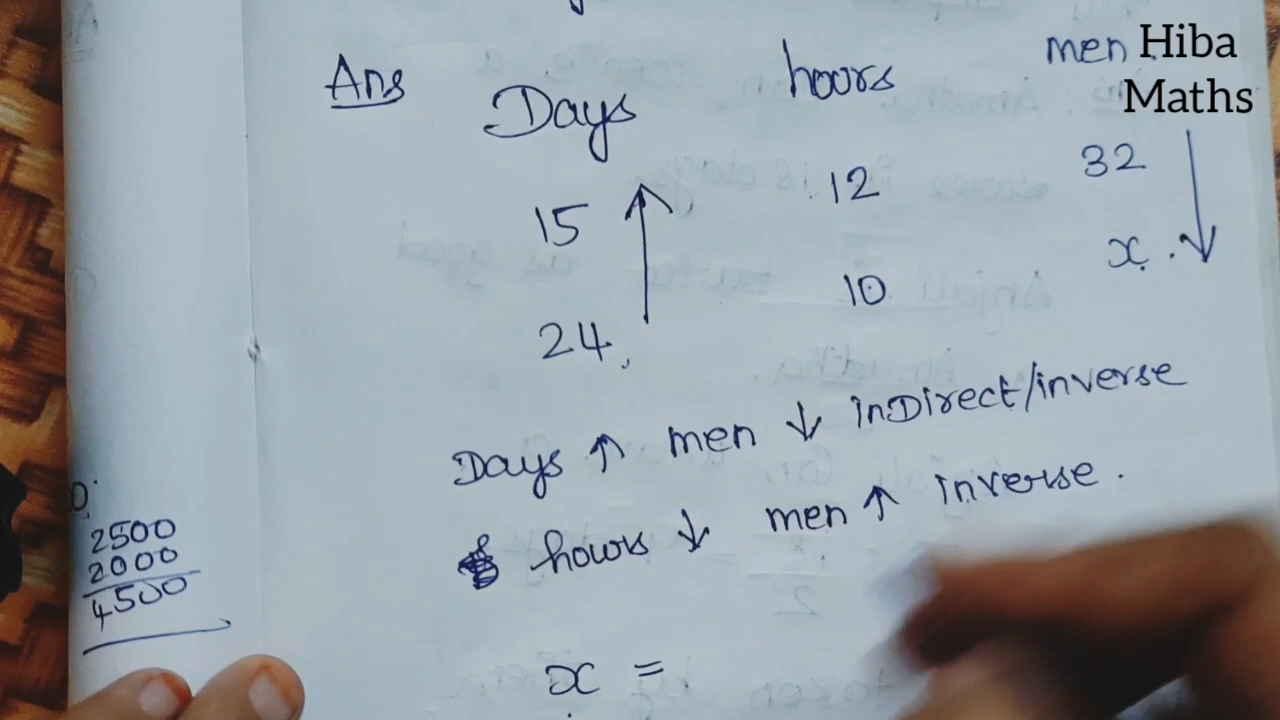 Hiba
Maths
Ans Days hours men
15 12 32
24 10 x
Days ↑ men ↓ inDirect/inverse
hours ↓ men ↑ inverse.
x =
2500
2000
4500